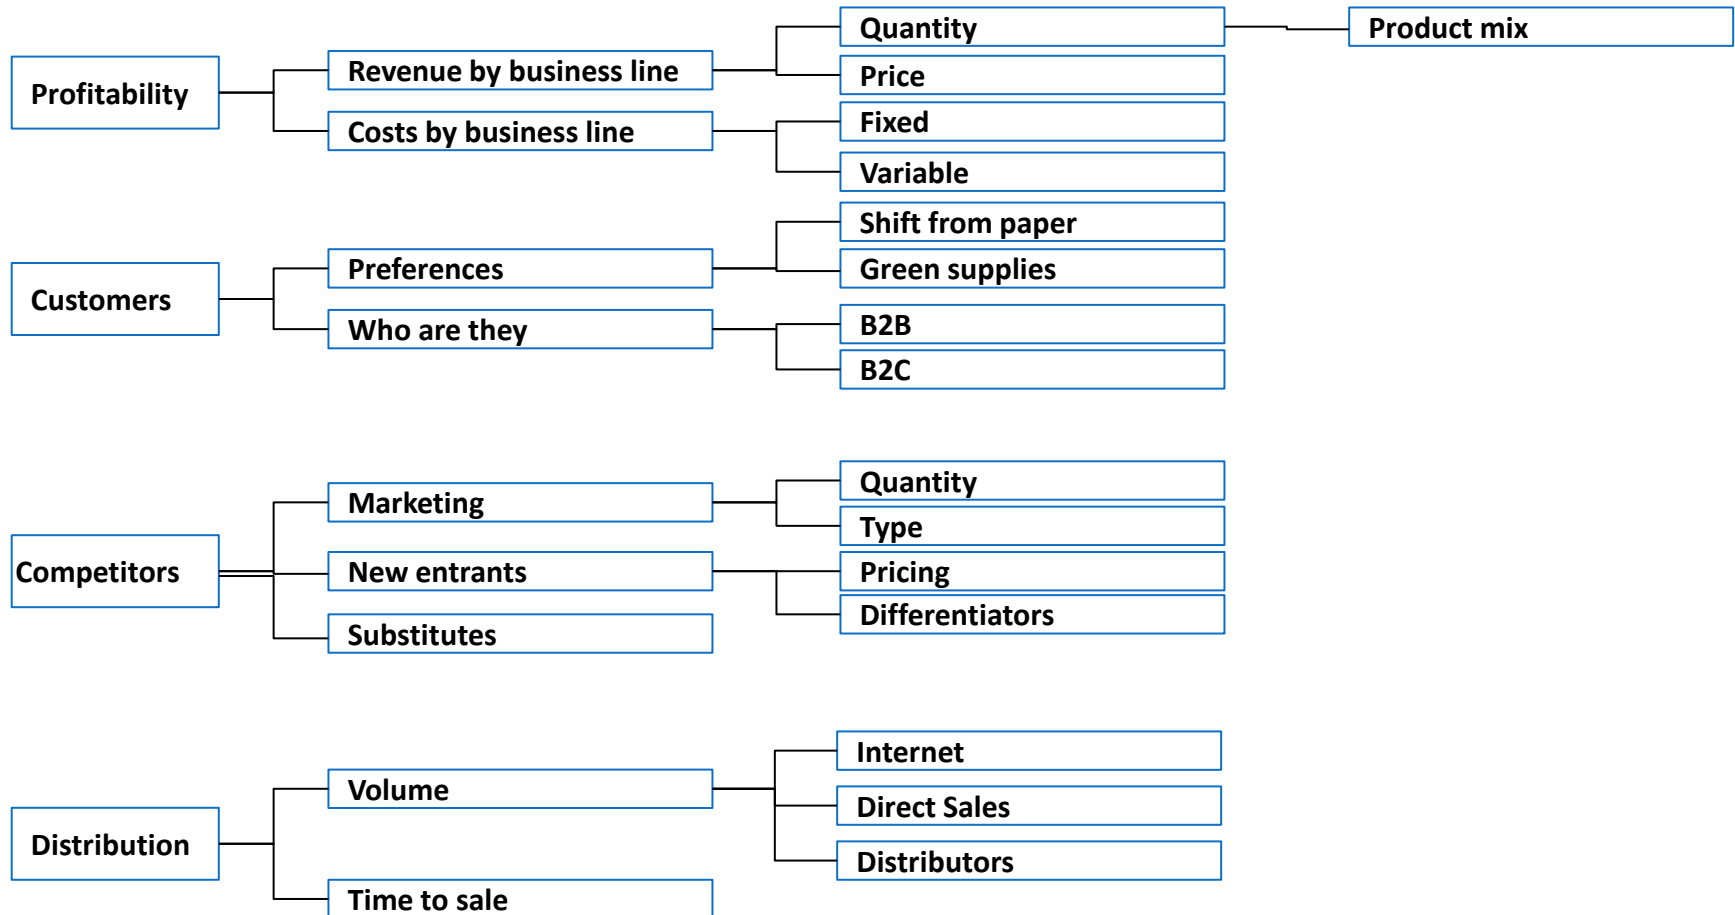 Profitability
Revenue by business line
Quantity
Product mix
Price
Costs by business line
Fixed
Variable
Customers
Preferences
Shift from paper
Green supplies
Who are they
B2B
B2C
Competitors
Marketing
Quantity
Type
New entrants
Pricing
Differentiators
Substitutes
Distribution
Volume
Internet
Direct Sales
Distributors
Time to sale